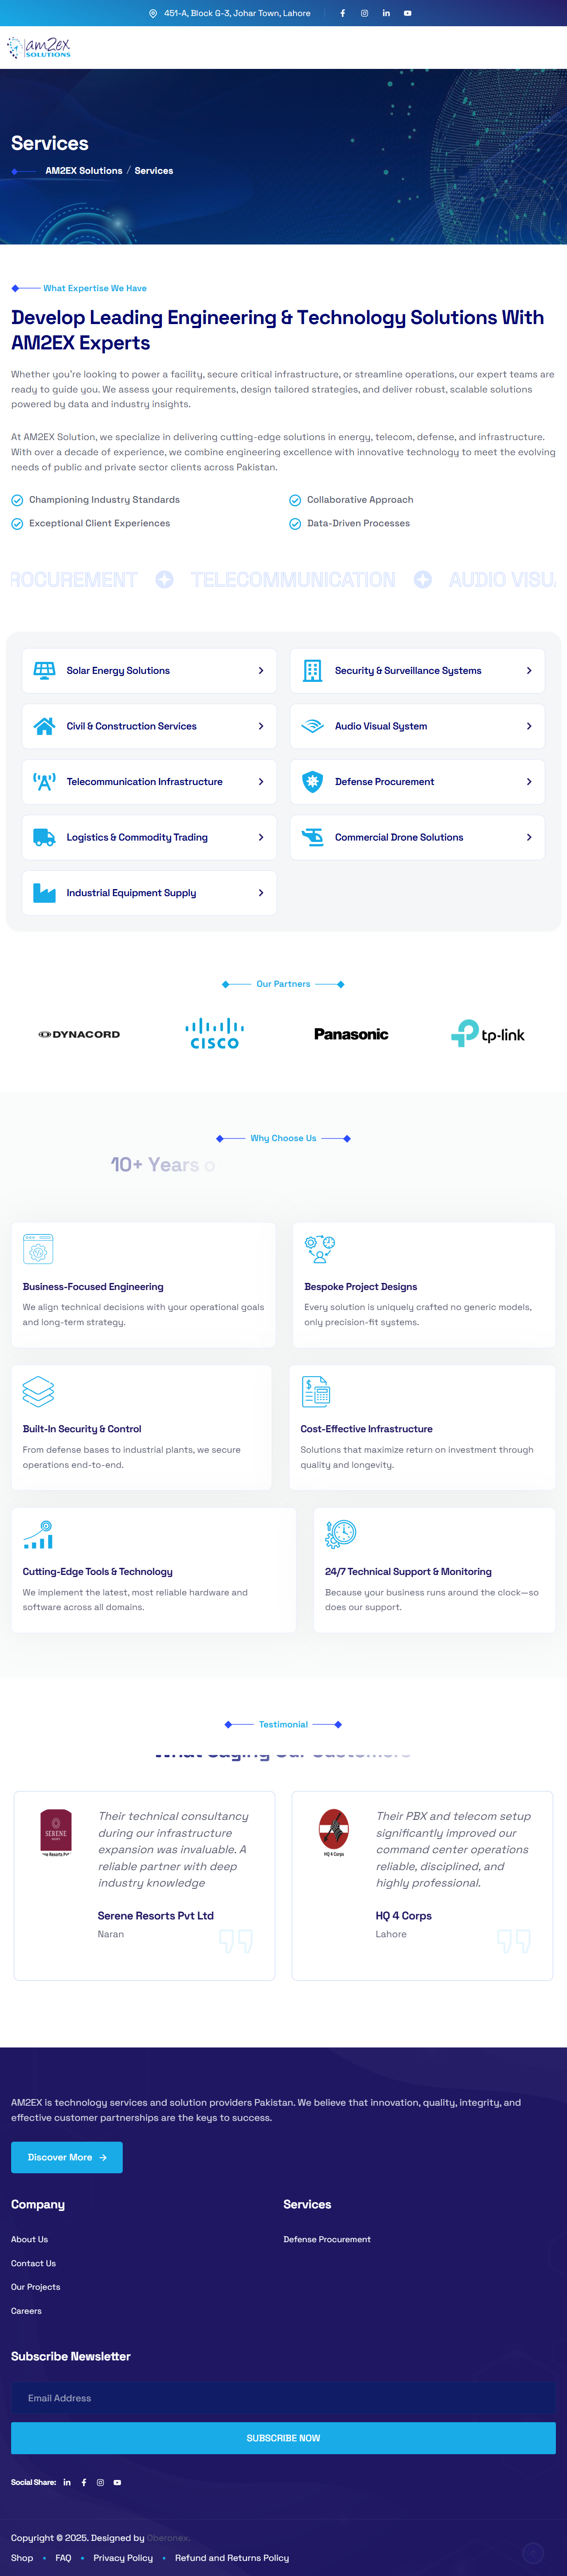 451-A, Block G-3, Johar Town, Lahore
am2ex
SOLUTIONS
Services
AM2EX Solutions / Services
What Expertise We Have
Develop Leading Engineering & Technology Solutions With
AM2EX Experts
Whether you're looking to power a facility, secure critical infrastructure, or streamline operations, our expert teams are
ready to guide you. We assess your requirements, design tailored strategies, and deliver robust, scalable solutions
powered by data and industry insights.
At AM2EX Solution, we specialize in delivering cutting-edge solutions in energy, telecom, defense, and infrastructure.
With over a decade of experience, we combine engineering excellence with innovative technology to meet the evolving
needs of public and private sector clients across Pakistan.
Championing Industry Standards
Collaborative Approach
Exceptional Client Experiences
Data-Driven Processes
ROCUREMENT TELECOMMUNICATION AUDIO VISU
Solar Energy Solutions
Security & Surveillance Systems
Civil & Construction Services
Audio Visual System
Telecommunication Infrastructure
Defense Procurement
Logistics & Commodity Trading
Commercial Drone Solutions
Industrial Equipment Supply
Our Partners
DYNACORD
CISCO
Panasonic
tp-link
Why Choose Us
10+ Years o
Business-Focused Engineering
We align technical decisions with your operational goals
and long-term strategy.
Bespoke Project Designs
Every solution is uniquely crafted no generic models,
only precision-fit systems.
Built-In Security & Control
From defense bases to industrial plants, we secure
operations end-to-end.
Cost-Effective Infrastructure
Solutions that maximize return on investment through
quality and longevity.
Cutting-Edge Tools & Technology
We implement the latest, most reliable hardware and
software across all domains.
24/7 Technical Support & Monitoring
Because your business runs around the clock—so
does our support.
Testimonial
What Saying Our Customers
SERENE
ne Resorts Pvt
Their technical consultancy
during our infrastructure
expansion was invaluable. A
reliable partner with deep
industry knowledge
Serene Resorts Pvt Ltd
Naran
HQ 4 Corps
Their PBX and telecom setup
significantly improved our
command center operations
reliable, disciplined, and
highly professional.
HQ 4 Corps
Lahore
AM2EX is technology services and solution providers Pakistan. We believe that innovation, quality, integrity, and
effective customer partnerships are the keys to success.
Discover More
Company
About Us
Contact Us
Our Projects
Careers
Services
Defense Procurement
Subscribe Newsletter
Email Address
SUBSCRIBE NOW
Social Share:
Copyright © 2025. Designed by Oberonex.
Shop • FAQ • Privacy Policy • Refund and Returns Policy